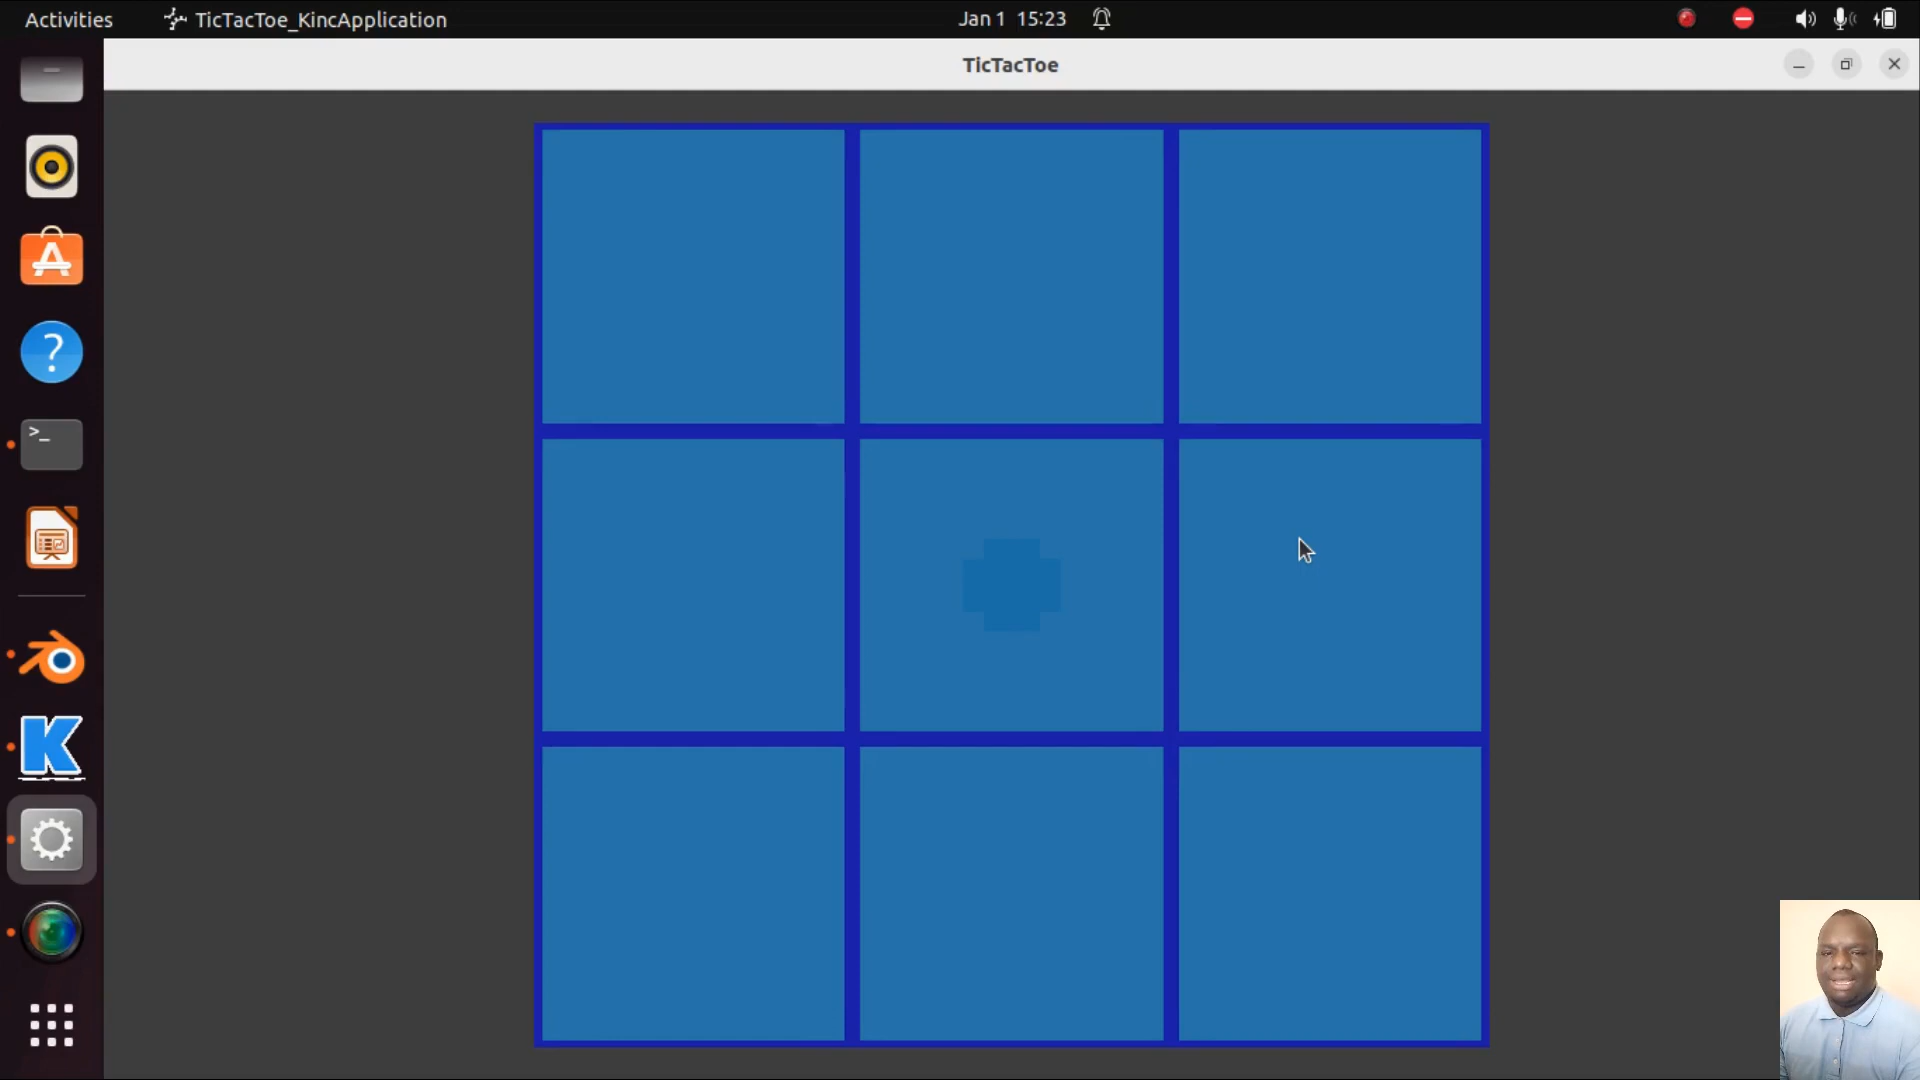 Activities
TicTacToe_KincApplication
Jan 1 15:23
TicTacToe
A
?
>_
K